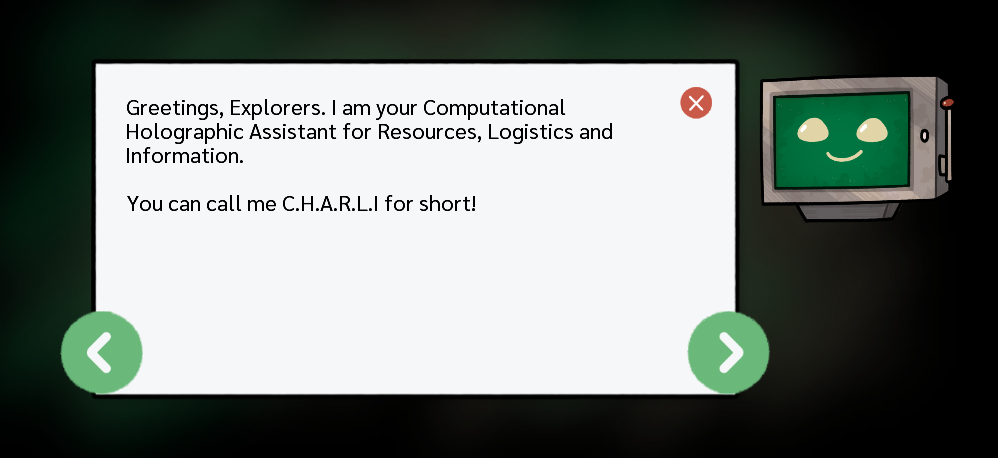 Greetings, Explorers. I am your Computational
Holographic Assistant for Resources, Logistics and
Information.
You can call me C.H.A.R.L.I for short!